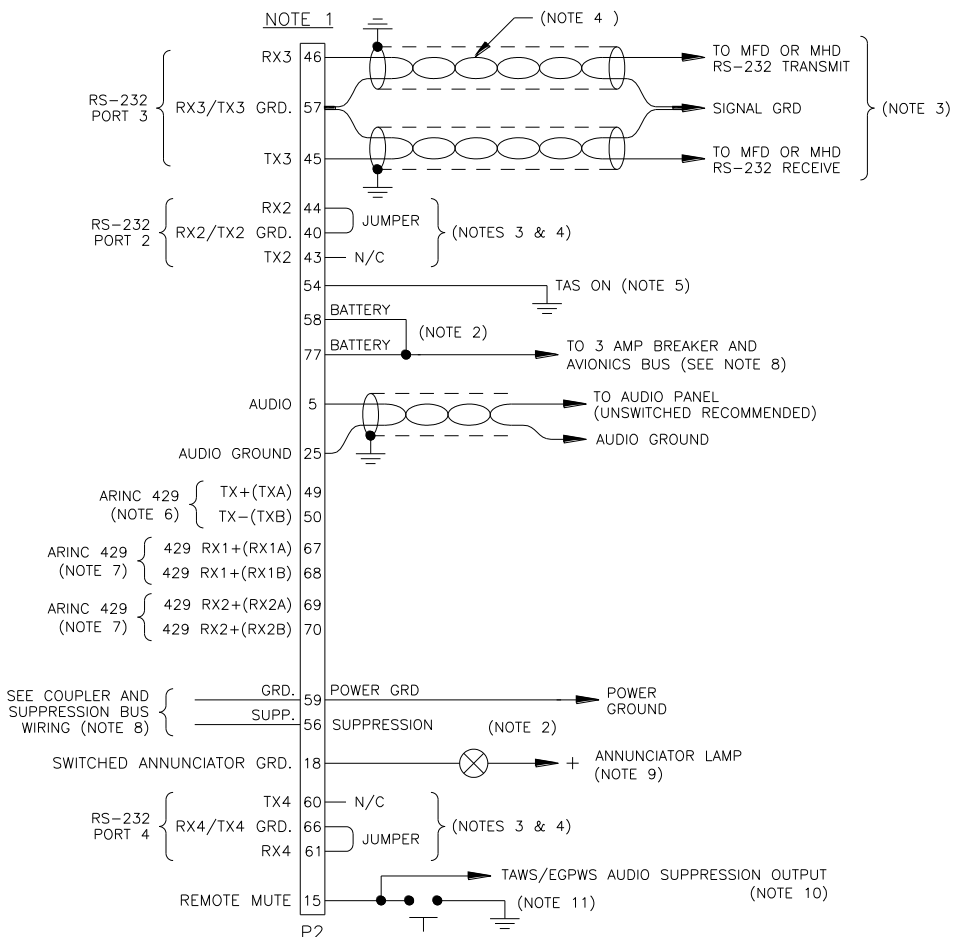 NOTE 1
(NOTE 4 )
RX3 46
TO MFD OR MHD
RS-232 TRANSMIT
RS-232
PORT 3
RX3/TX3 GRD. 57
SIGNAL GRD
(NOTE 3)
TX3 45
TO MFD OR MHD
RS-232 RECEIVE
RX2 44
JUMPER
RS-232
PORT 2
RX2/TX2 GRD. 40
(NOTES 3 & 4)
TX2 43 N/C
54 TAS ON (NOTE 5)
58 BATTERY
(NOTE 2)
77 BATTERY
TO 3 AMP BREAKER AND
AVIONICS BUS (SEE NOTE 8)
AUDIO 5
TO AUDIO PANEL
(UNSWITCHED RECOMMENDED)
AUDIO GROUND
AUDIO GROUND 25
ARINC 429
(NOTE 6)
TX+(TXA) 49
TX-(TXB) 50
ARINC 429
(NOTE 7)
429 RX1+(RX1A) 67
429 RX1+(RX1B) 68
ARINC 429
(NOTE 7)
429 RX2+(RX2A) 69
429 RX2+(RX2B) 70
SEE COUPLER AND
SUPPRESSION BUS
WIRING (NOTE 8)
GRD. 59 POWER GRD
POWER
GROUND
SUPP. 56 SUPPRESSION
(NOTE 2)
SWITCHED ANNUNCIATOR GRD. 18
+ ANNUNCIATOR LAMP
(NOTE 9)
TX4 60 N/C
RS-232
PORT 4
RX4/TX4 GRD. 66
JUMPER
(NOTES 3 & 4)
RX4 61
TAWS/EGPWS AUDIO SUPPRESSION OUTPUT
(NOTE 10)
REMOTE MUTE 15
(NOTE 11)
P2